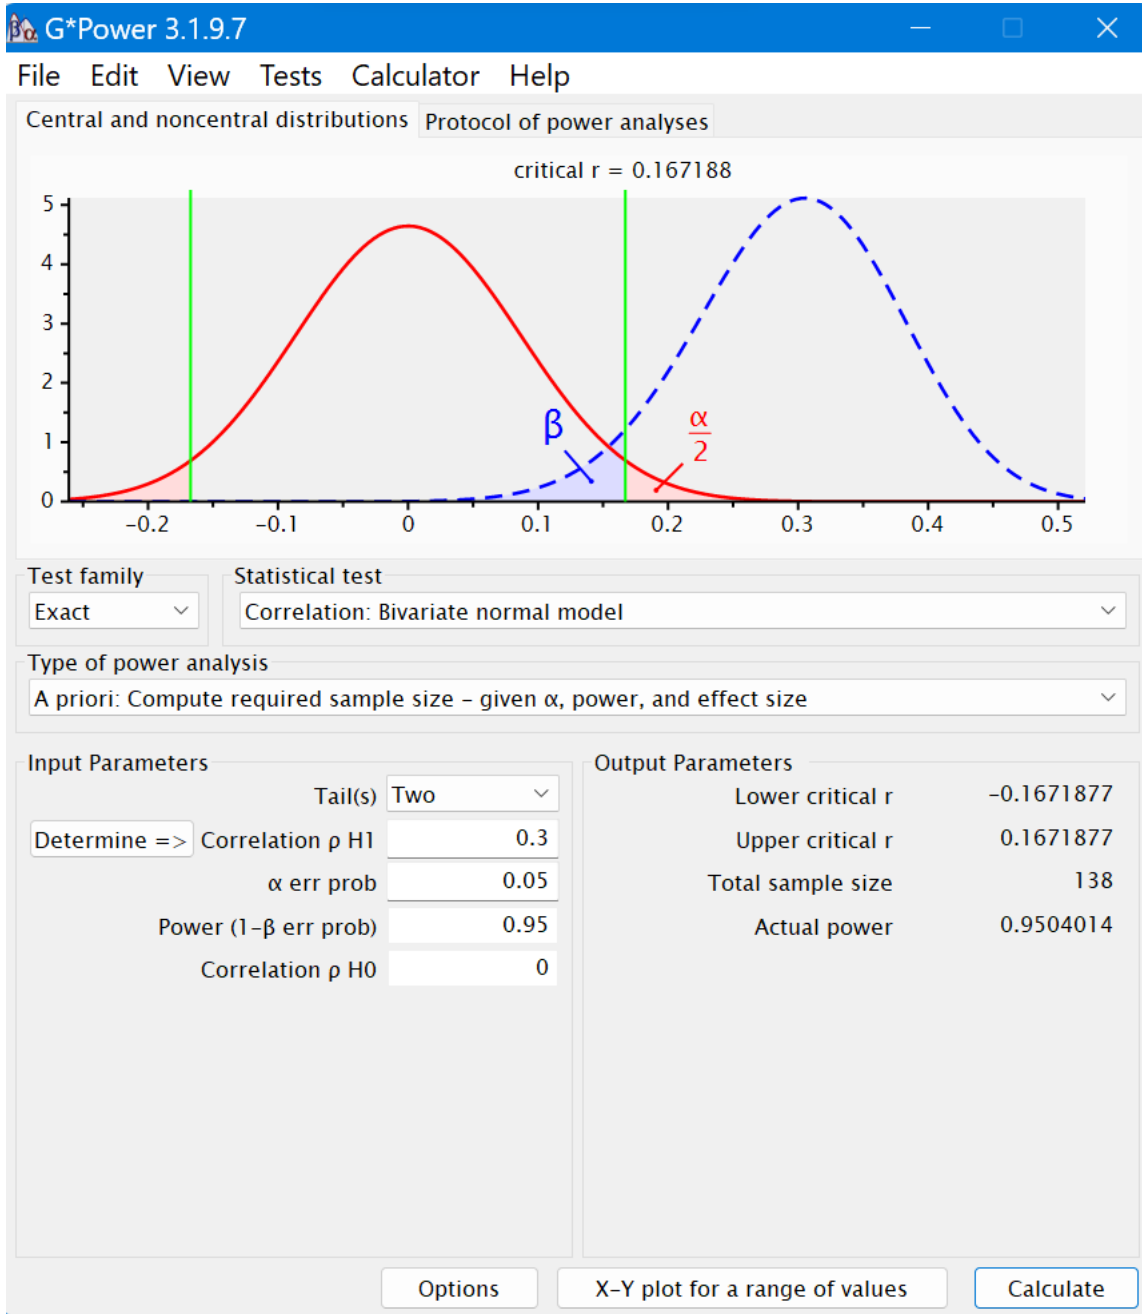 βα G*Power 3.1.9.7
File Edit View Tests Calculator Help
Central and noncentral distributions Protocol of power analyses
critical r = 0.167188
5
4
3
2
1
0
β
α
2
-0.2 -0.1 0 0.1 0.2 0.3 0.4 0.5
Test family
Exact
Statistical test
Correlation: Bivariate normal model
Type of power analysis
A priori: Compute required sample size – given α, power, and effect size
Input Parameters
Tail(s) Two
Determine => Correlation ρ H1 0.3
α err prob 0.05
Power (1–β err prob) 0.95
Correlation ρ H0 0
Output Parameters
Lower critical r -0.1671877
Upper critical r 0.1671877
Total sample size 138
Actual power 0.9504014
Options X–Y plot for a range of values Calculate